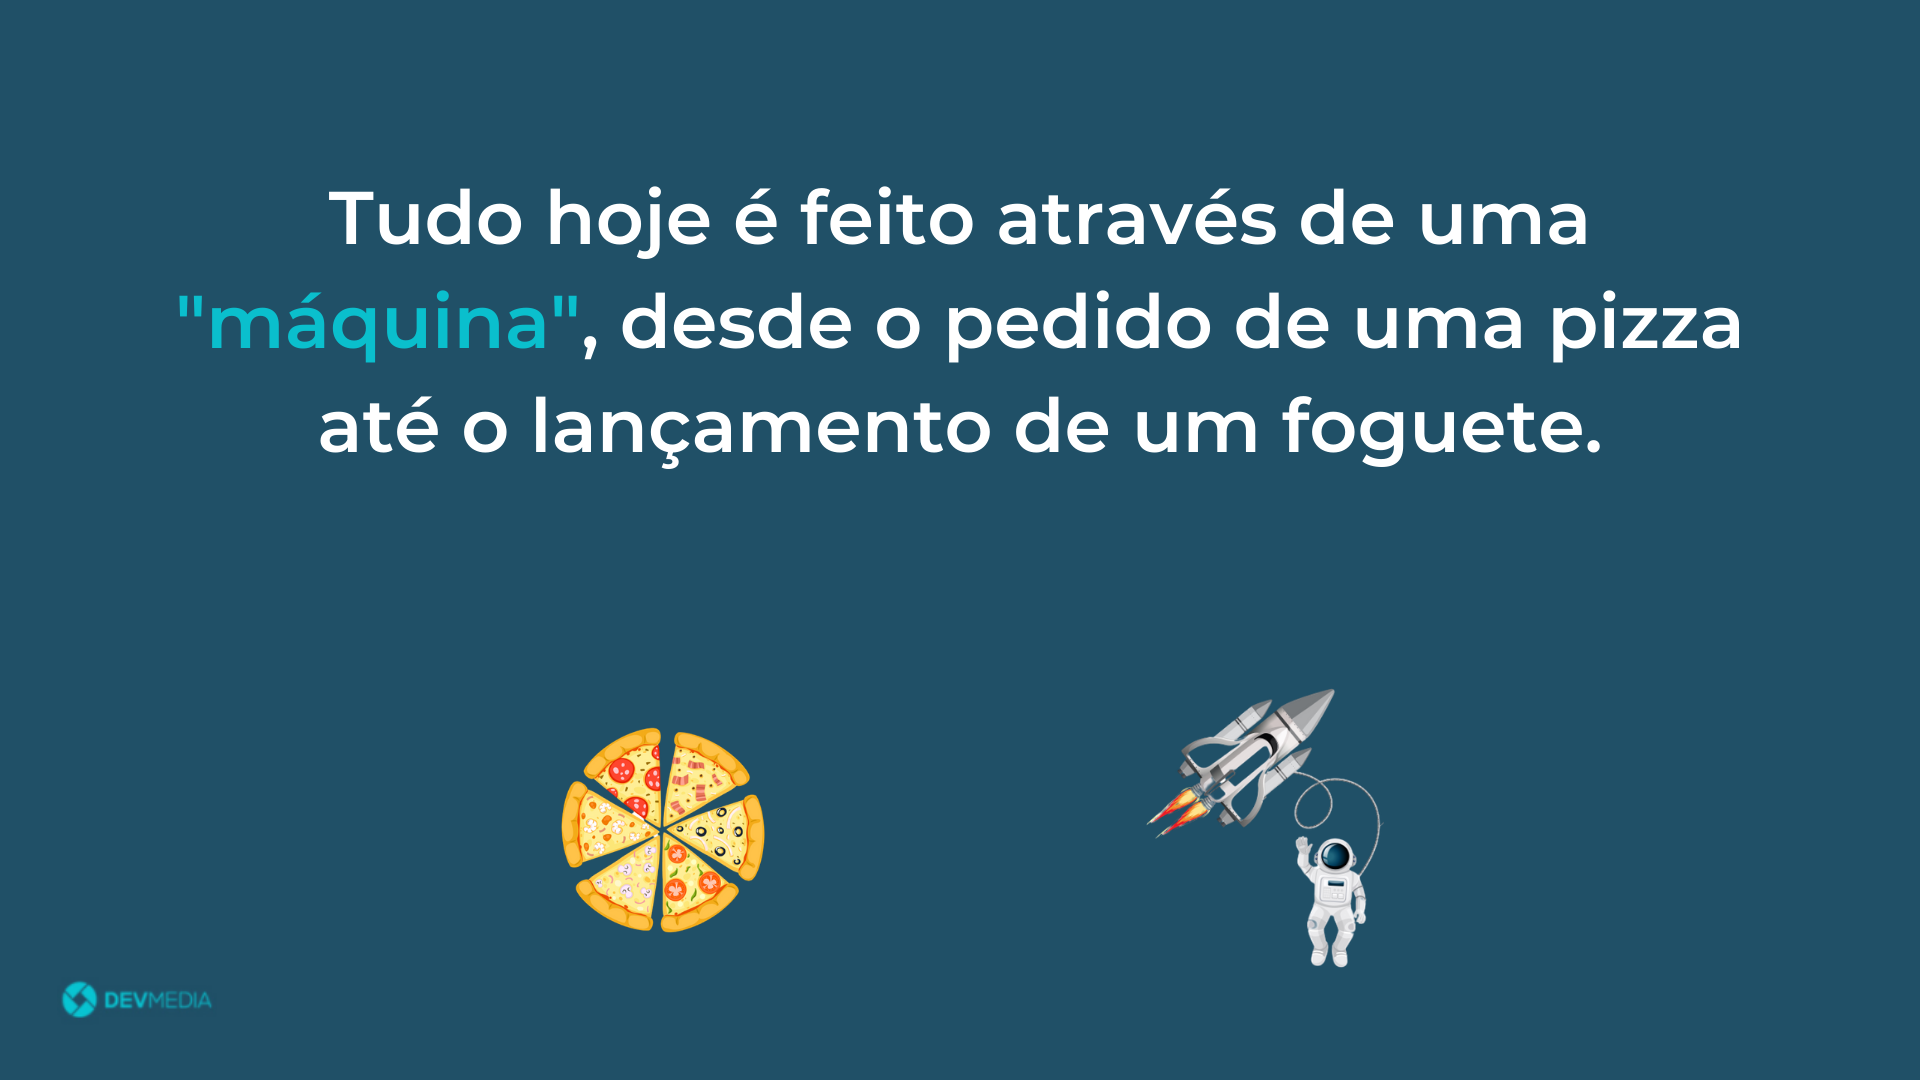 Tudo hoje é feito através de uma
"máquina", desde o pedido de uma pizza
até o lançamento de um foguete.
DEVMEDIA